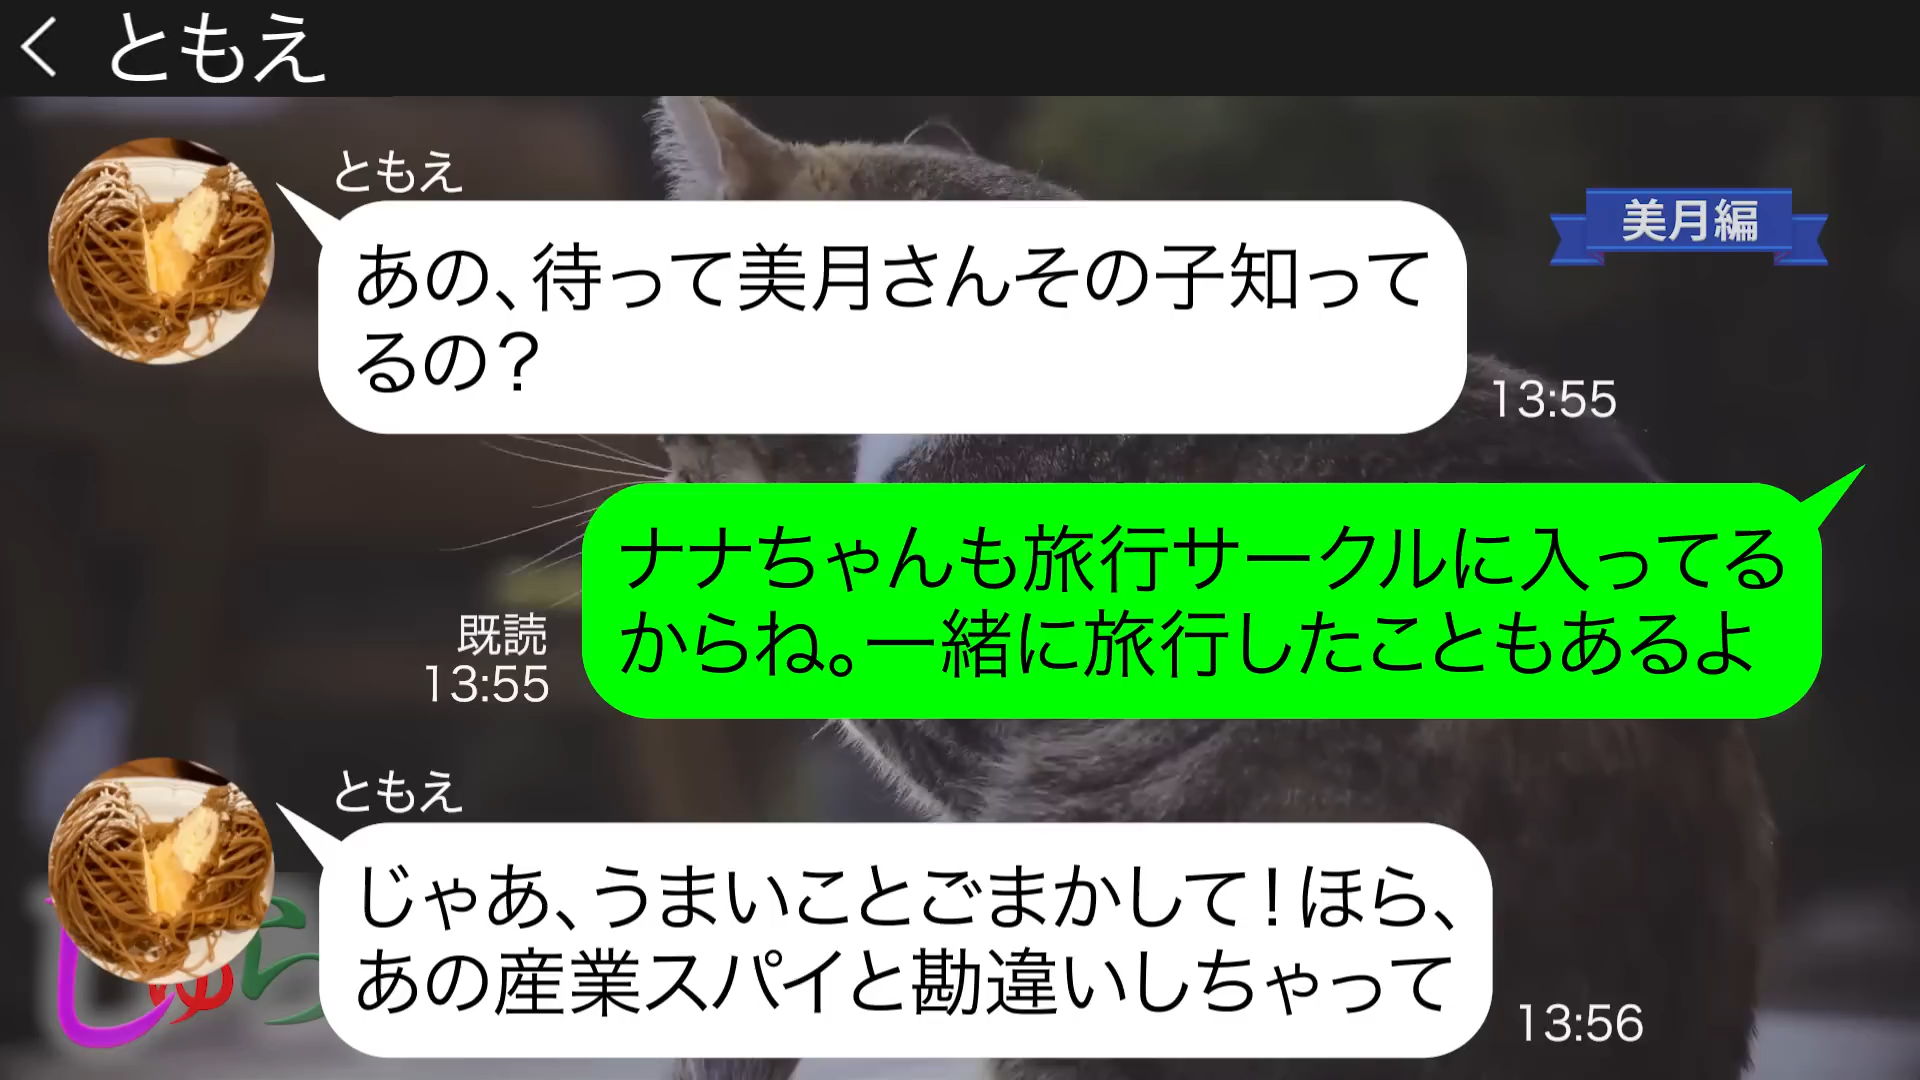 ともえ
ともえ
美月編
あの、待って美月さんその子知って
るの？
13:55
ナナちゃんも旅行サークルに入ってる
からね。一緒に旅行したこともあるよ
既読
13:55
ともえ
じゃあ、うまいことごまかして！ほら、
あの産業スパイと勘違いしちゃって
13:56